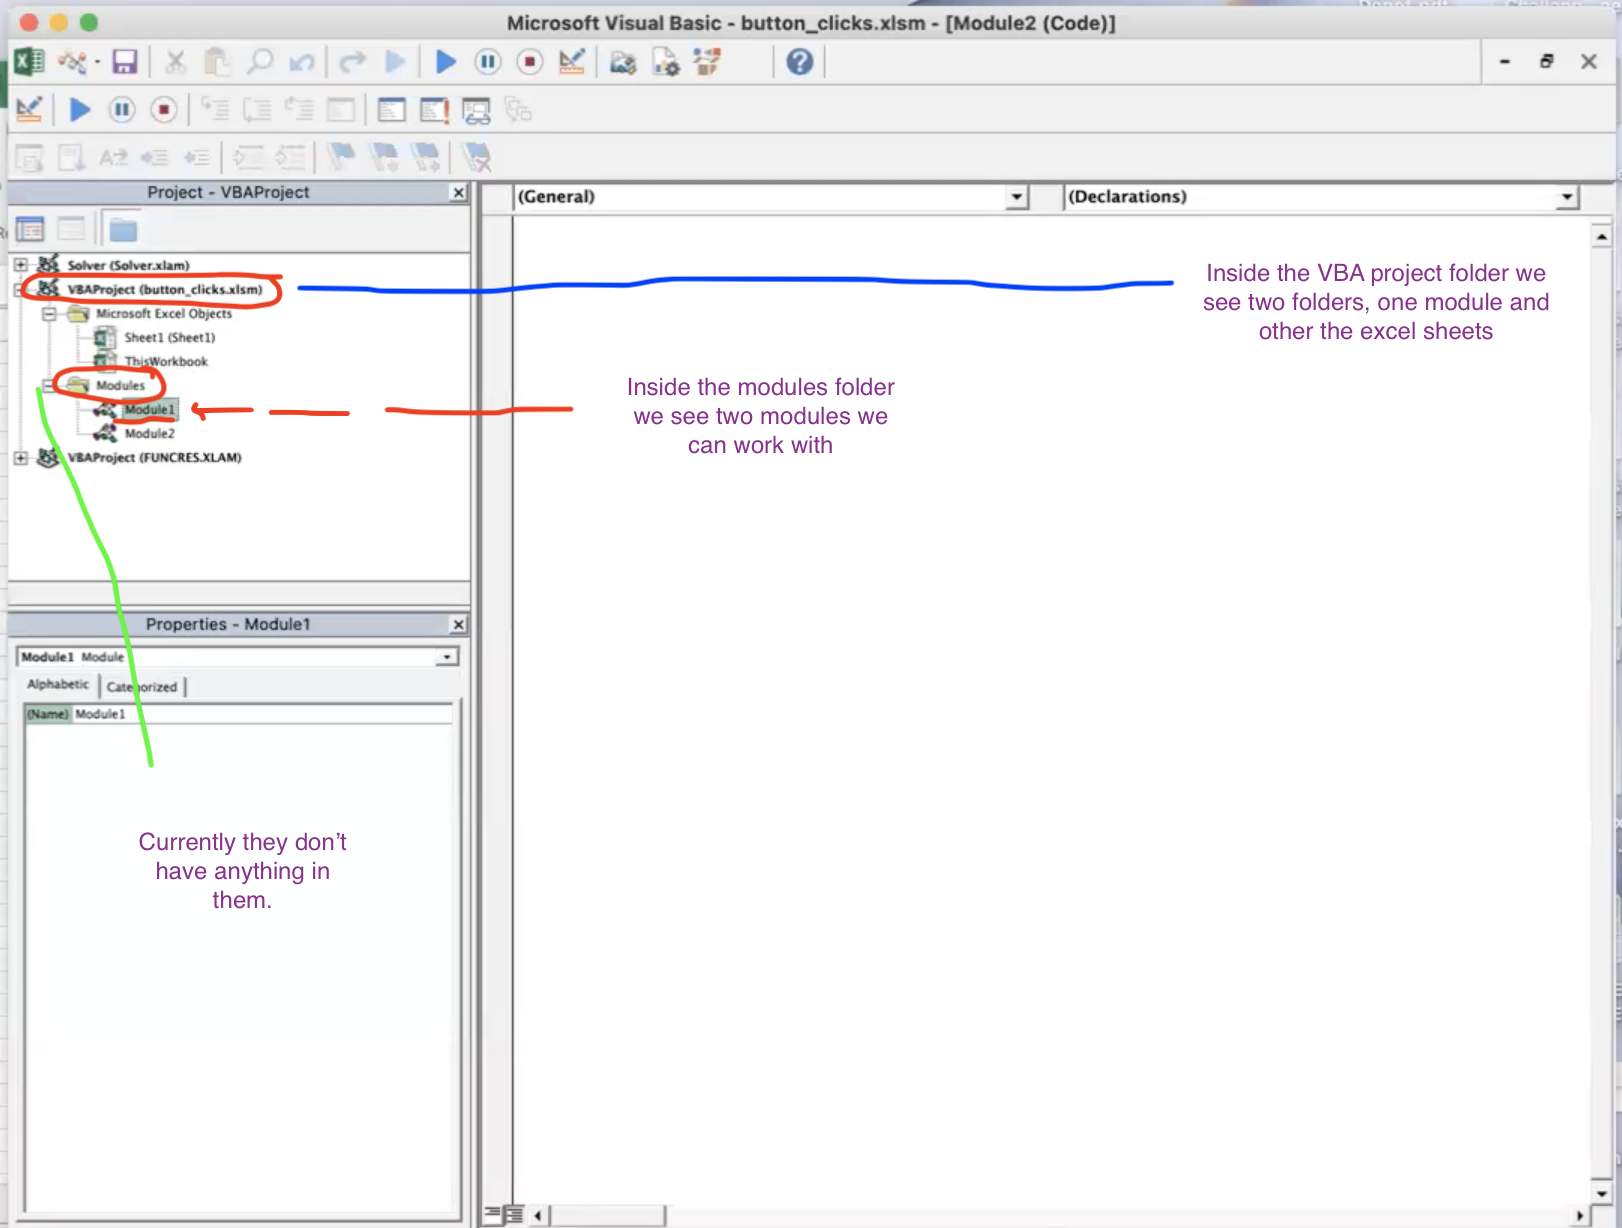 Microsoft Visual Basic - button_clicks.xlsm - [Module2 (Code)]
Project - VBAProject
(General)
(Declarations)
Solver (Solver.xlam)
VBAProject (button_clicks.xlsm)
Microsoft Excel Objects
Sheet1 (Sheet1)
ThisWorkbook
Modules
Module1
Module2
VBAProject (FUNCRES.XLAM)
Inside the VBA project folder we
see two folders, one module and
other the excel sheets
Inside the modules folder
we see two modules we
can work with
Properties - Module1
Module1 Module
Alphabetic
Categorized
(Name) Module1
Currently they don’t
have anything in
them.